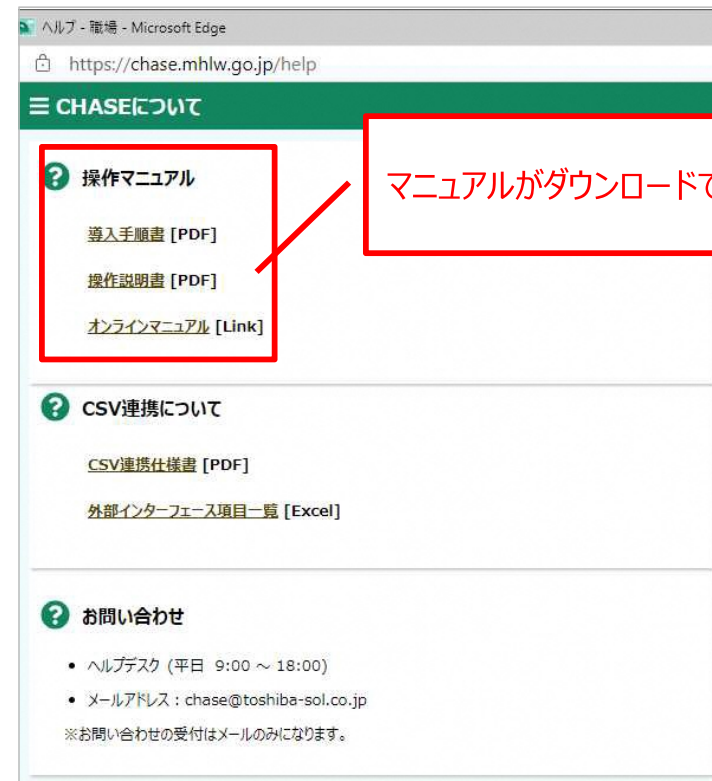 ヘルプ - 職場 - Microsoft Edge
https://chase.mhlw.go.jp/help
CHASEについて
操作マニュアル
マニュアルがダウンロードで
導入手順書 [PDF]
操作説明書 [PDF]
オンラインマニュアル [Link]
CSV連携について
CSV連携仕様書 [PDF]
外部インターフェース項目一覧 [Excel]
お問い合わせ
• ヘルプデスク (平日 9:00 ～ 18:00)
• メールアドレス : chase@toshiba-sol.co.jp
※お問い合わせの受付はメールのみになります。